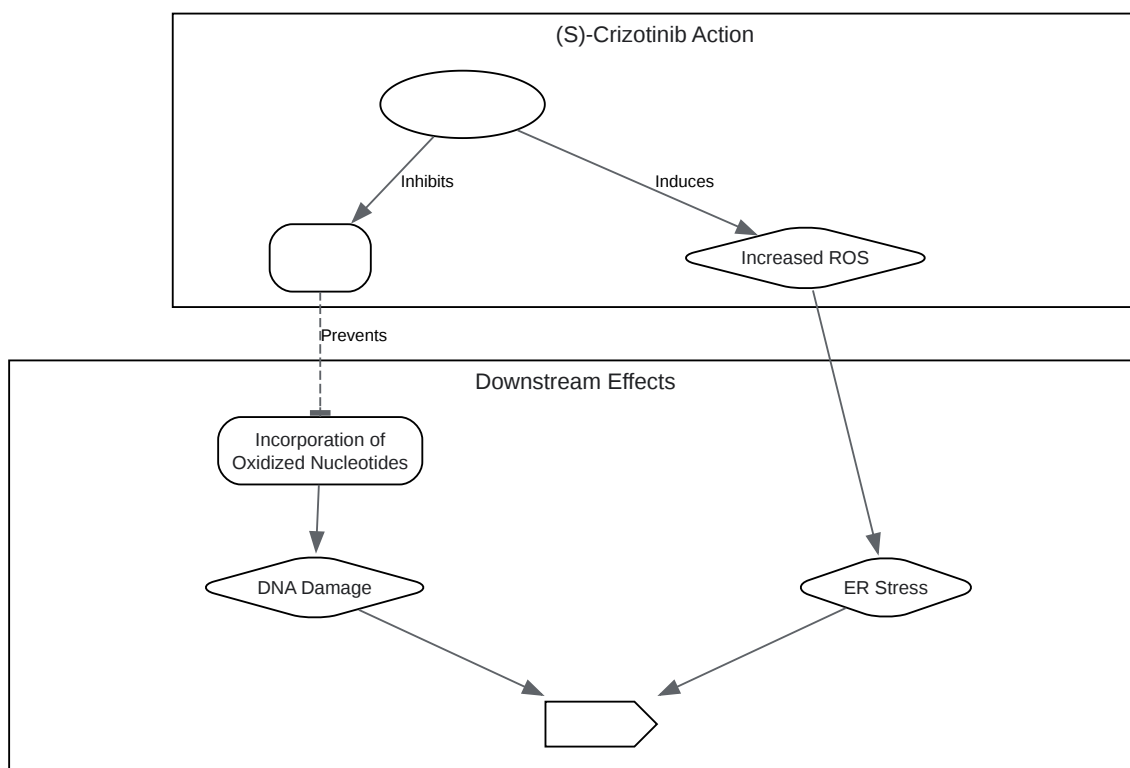 (S)-Crizotinib Action
Inhibits
Induces
Increased ROS
Prevents
Downstream Effects
Incorporation of
Oxidized Nucleotides
DNA Damage
ER Stress